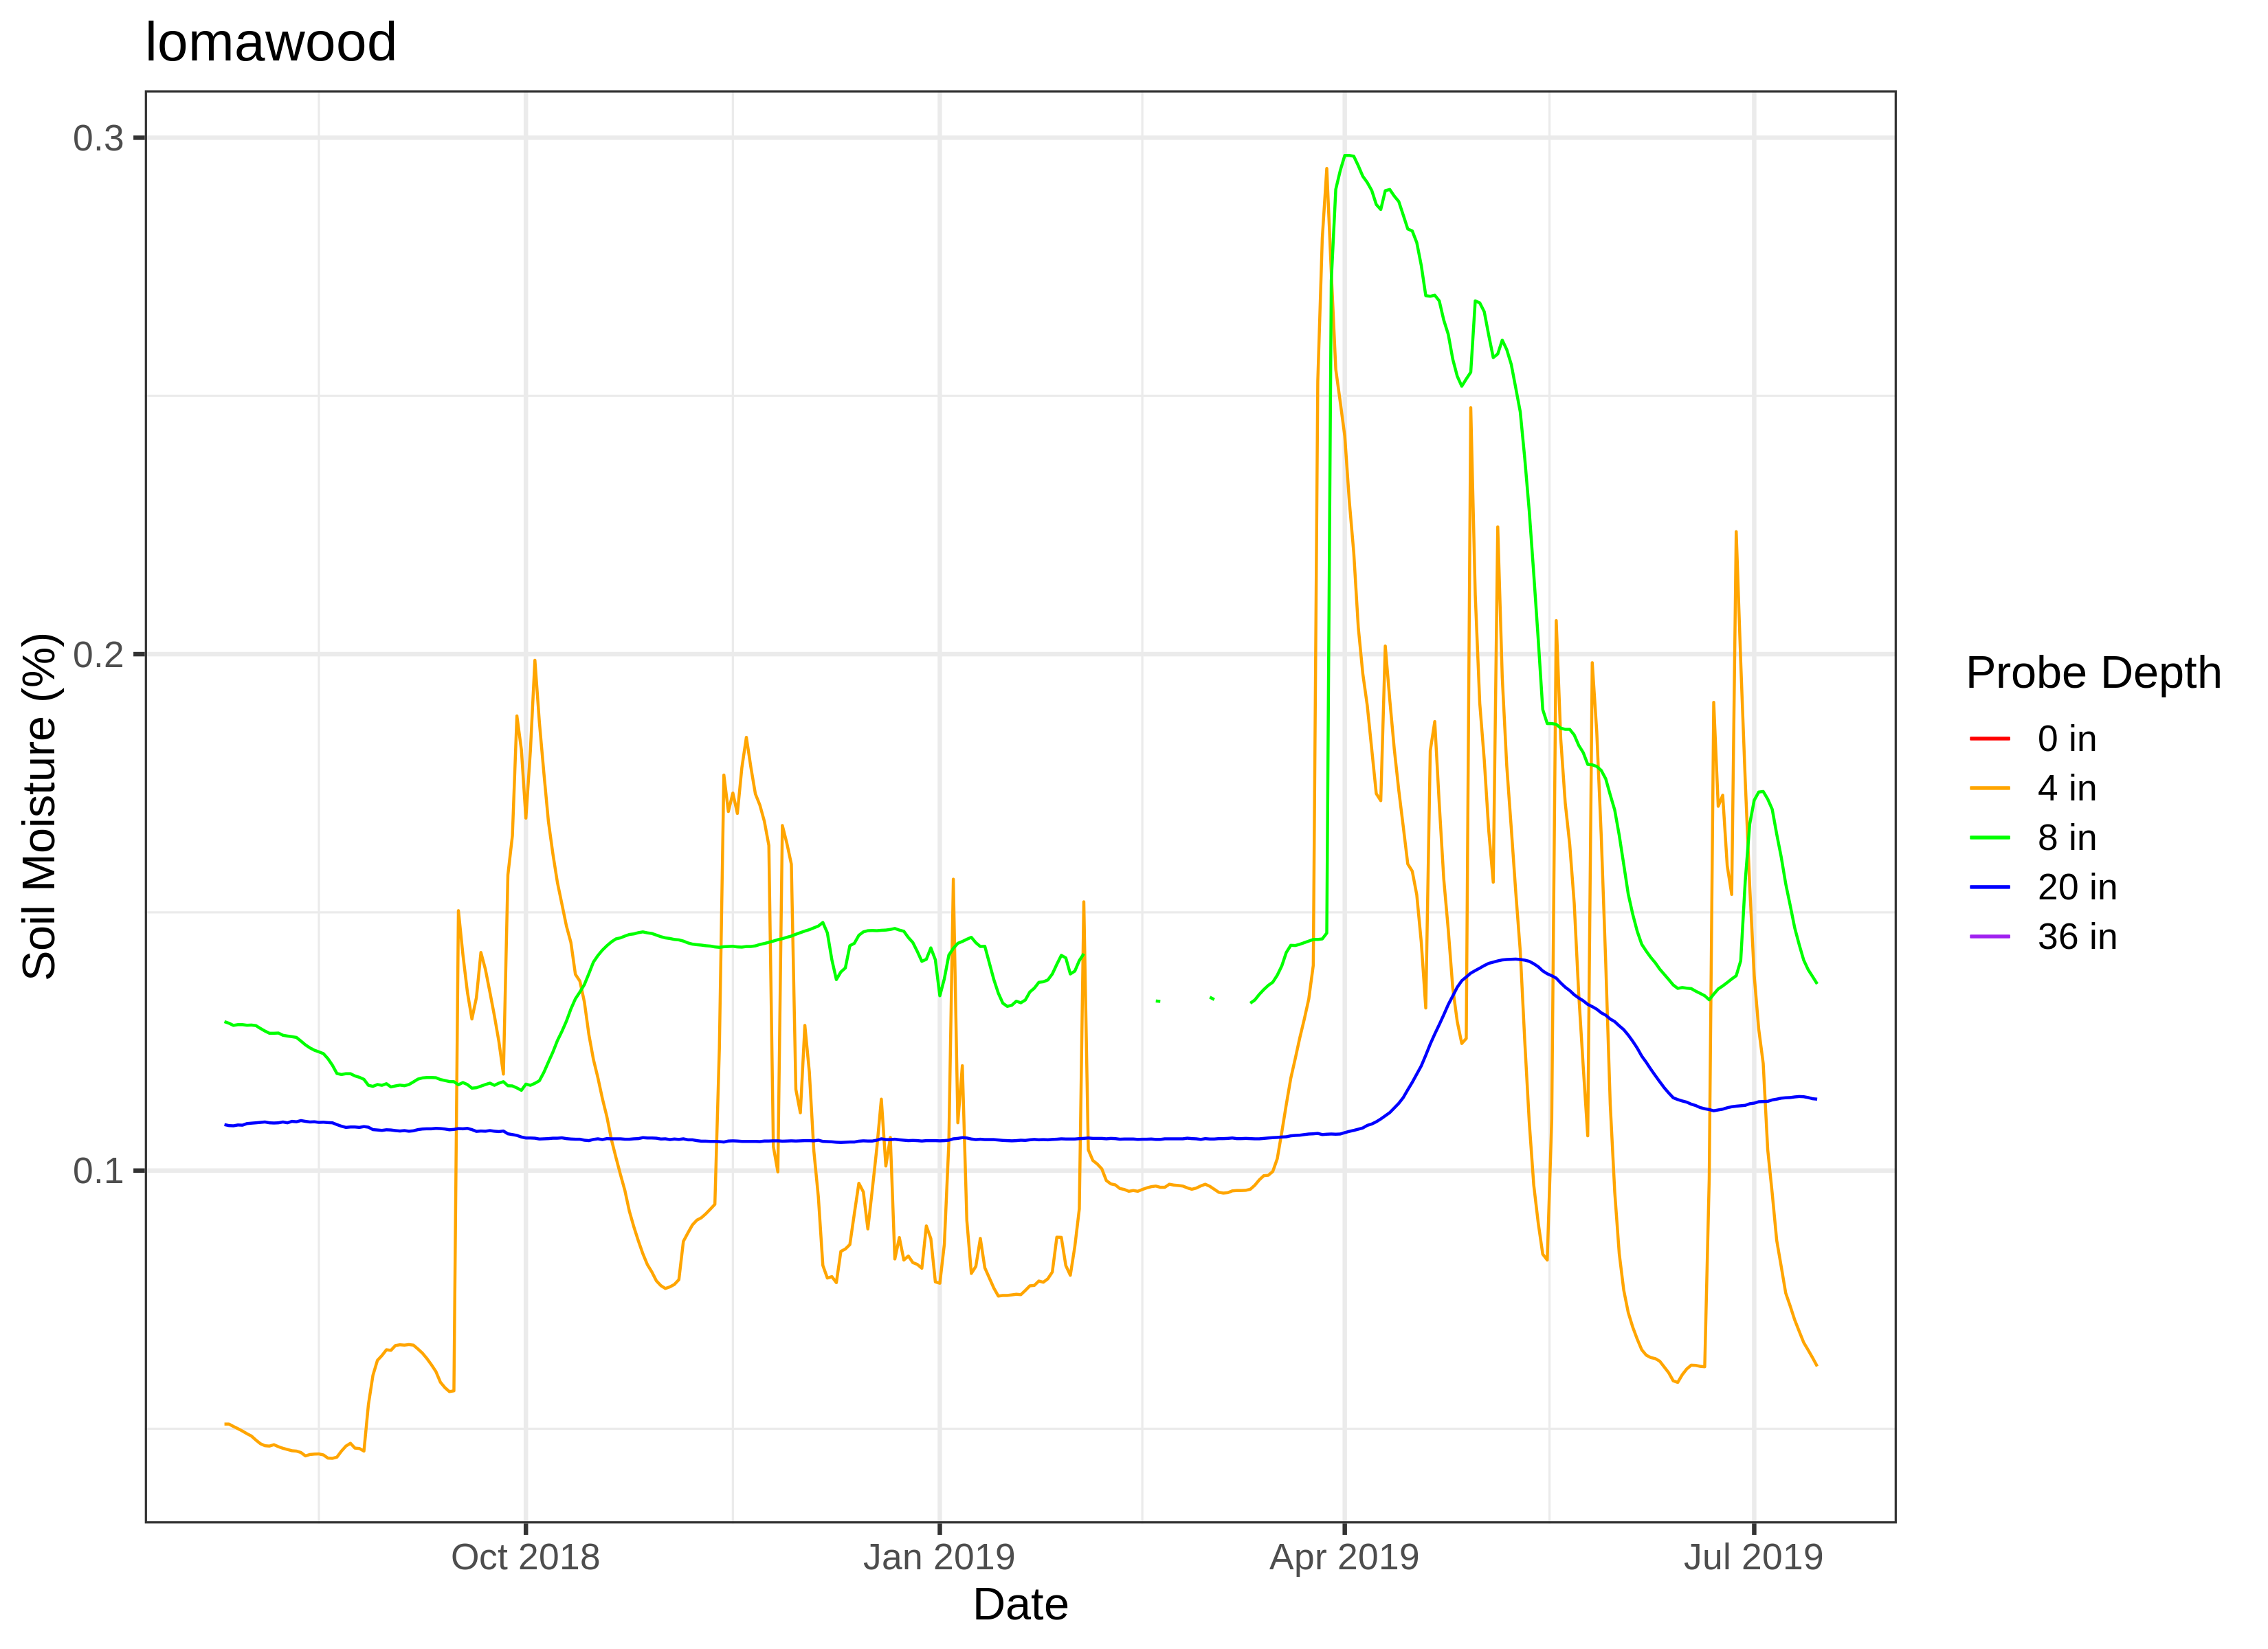 lomawood
0.3
0.2
0.1
Soil Moisture (%)
Oct 2018
Jan 2019
Apr 2019
Jul 2019
Date
Probe Depth
0 in
4 in
8 in
20 in
36 in